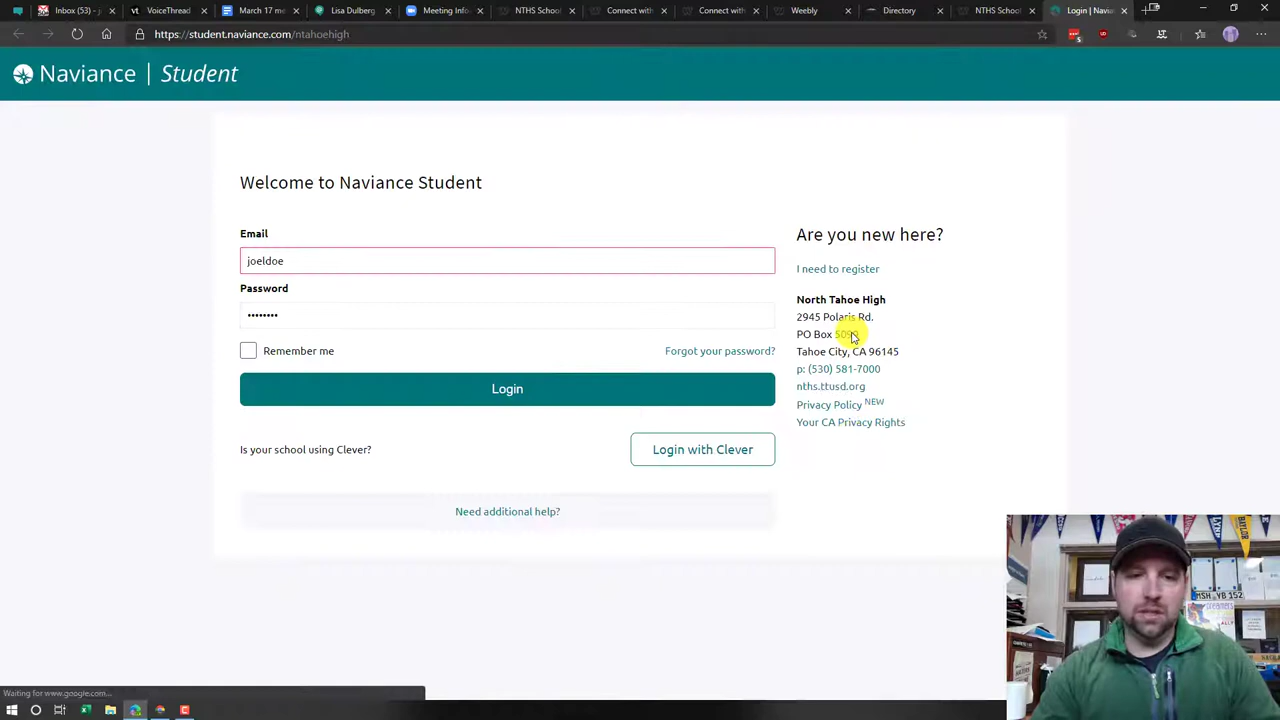 Inbox (53) - j
VoiceThread
March 17 me
Lisa Dulberg
Meeting Info
NTHS School
Connect with
Connect with
Weebly
Directory
NTHS School
Login | Navia
https://student.naviance.com/ntahoehigh
Naviance | Student
Welcome to Naviance Student
Email
joeldoe
Password
••••••••
Remember me
Forgot your password?
Login
Is your school using Clever?
Login with Clever
Need additional help?
Are you new here?
I need to register
North Tahoe High
2945 Polaris Rd.
PO Box
Tahoe City, CA 96145
p: (530) 581-7000
nths.ttusd.org
Privacy Policy NEW
Your CA Privacy Rights
BAYLOR
Waiting for www.google.com...